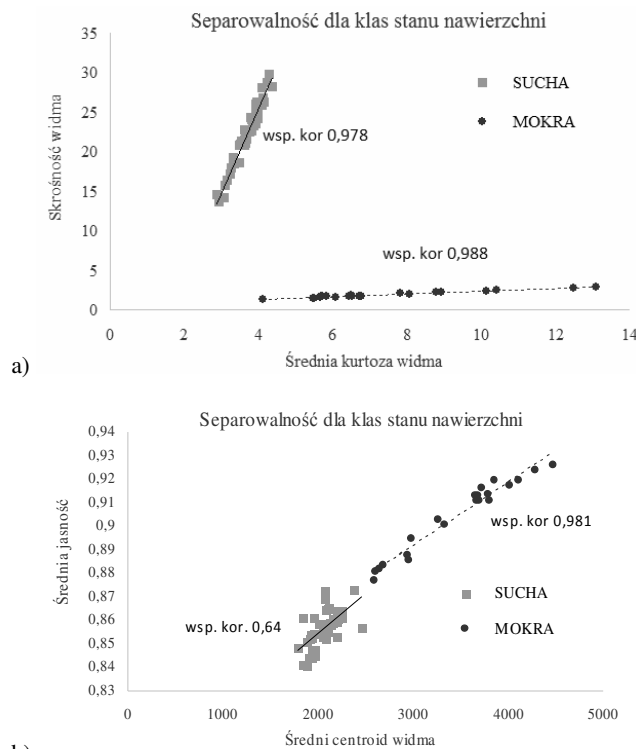 Separowalność dla klas stanu nawierzchni
35
30
25
20
15
10
5
0
Skrośność widma
wsp. kor 0,978
SUCHA
MOKRA
wsp. kor 0,988
0 2 4 6 8 10 12 14
Średnia kurtoza widma
a)
Separowalność dla klas stanu nawierzchni
0,94
0,93
0,92
0,91
0,9
0,89
0,88
0,87
0,86
0,85
0,84
0,83
Średnia jasność
wsp. kor 0,981
wsp. kor. 0,64
SUCHA
MOKRA
0 1000 2000 3000 4000 5000
Średni centroid widma